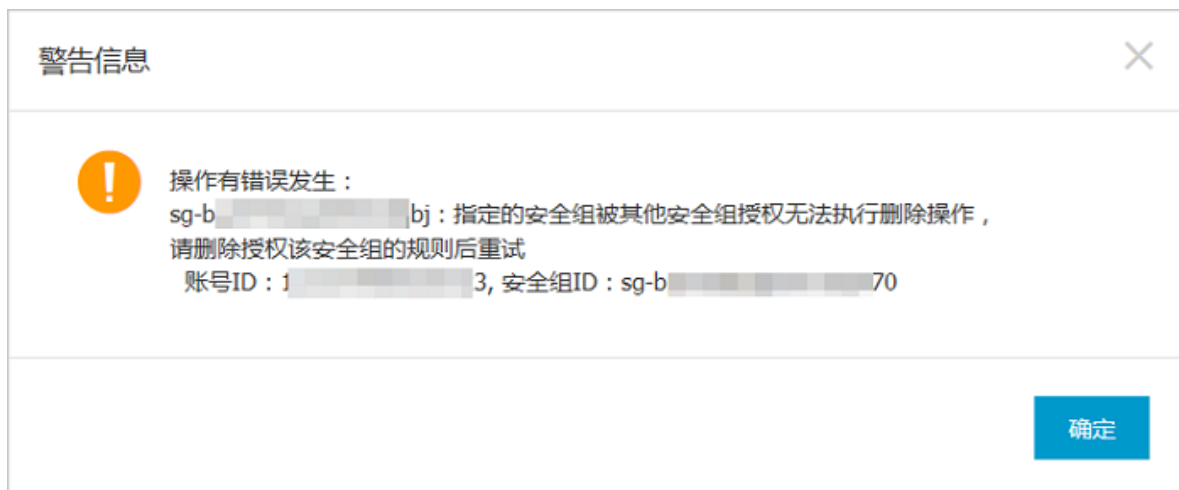 警告信息
操作有错误发生：
sg-b bj：指定的安全组被其他安全组授权无法执行删除操作，
请删除授权该安全组的规则后重试
账号ID：1 3, 安全组ID：sg-b 70
确定